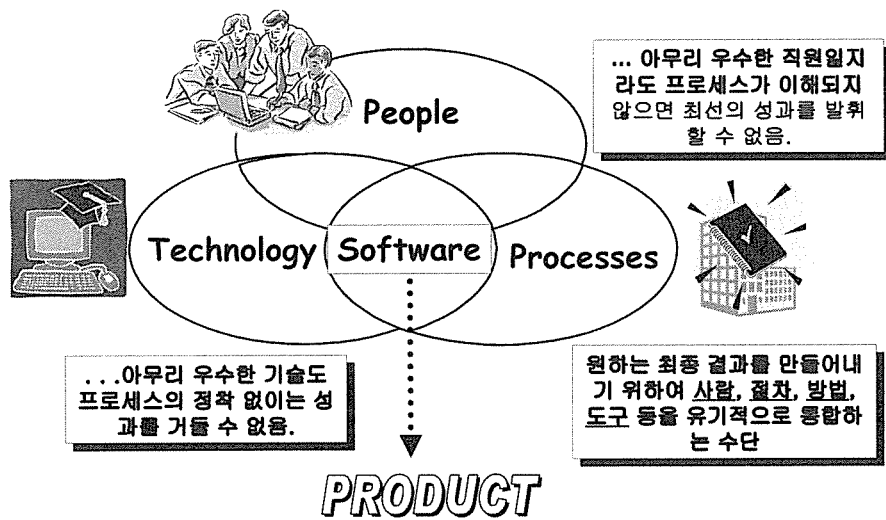 People
... 아무리 우수한 직원일지
라도 프로세스가 이해되지
않으면 최선의 성과를 발휘
할 수 없음.
Technology
Software
Processes
. . .아무리 우수한 기술도
프로세스의 정착 없이는 성
과를 거둘 수 없음.
원하는 최종 결과를 만들어내
기 위하여 사람, 절차, 방법,
도구 등을 유기적으로 통합하
는 수단
PRODUCT